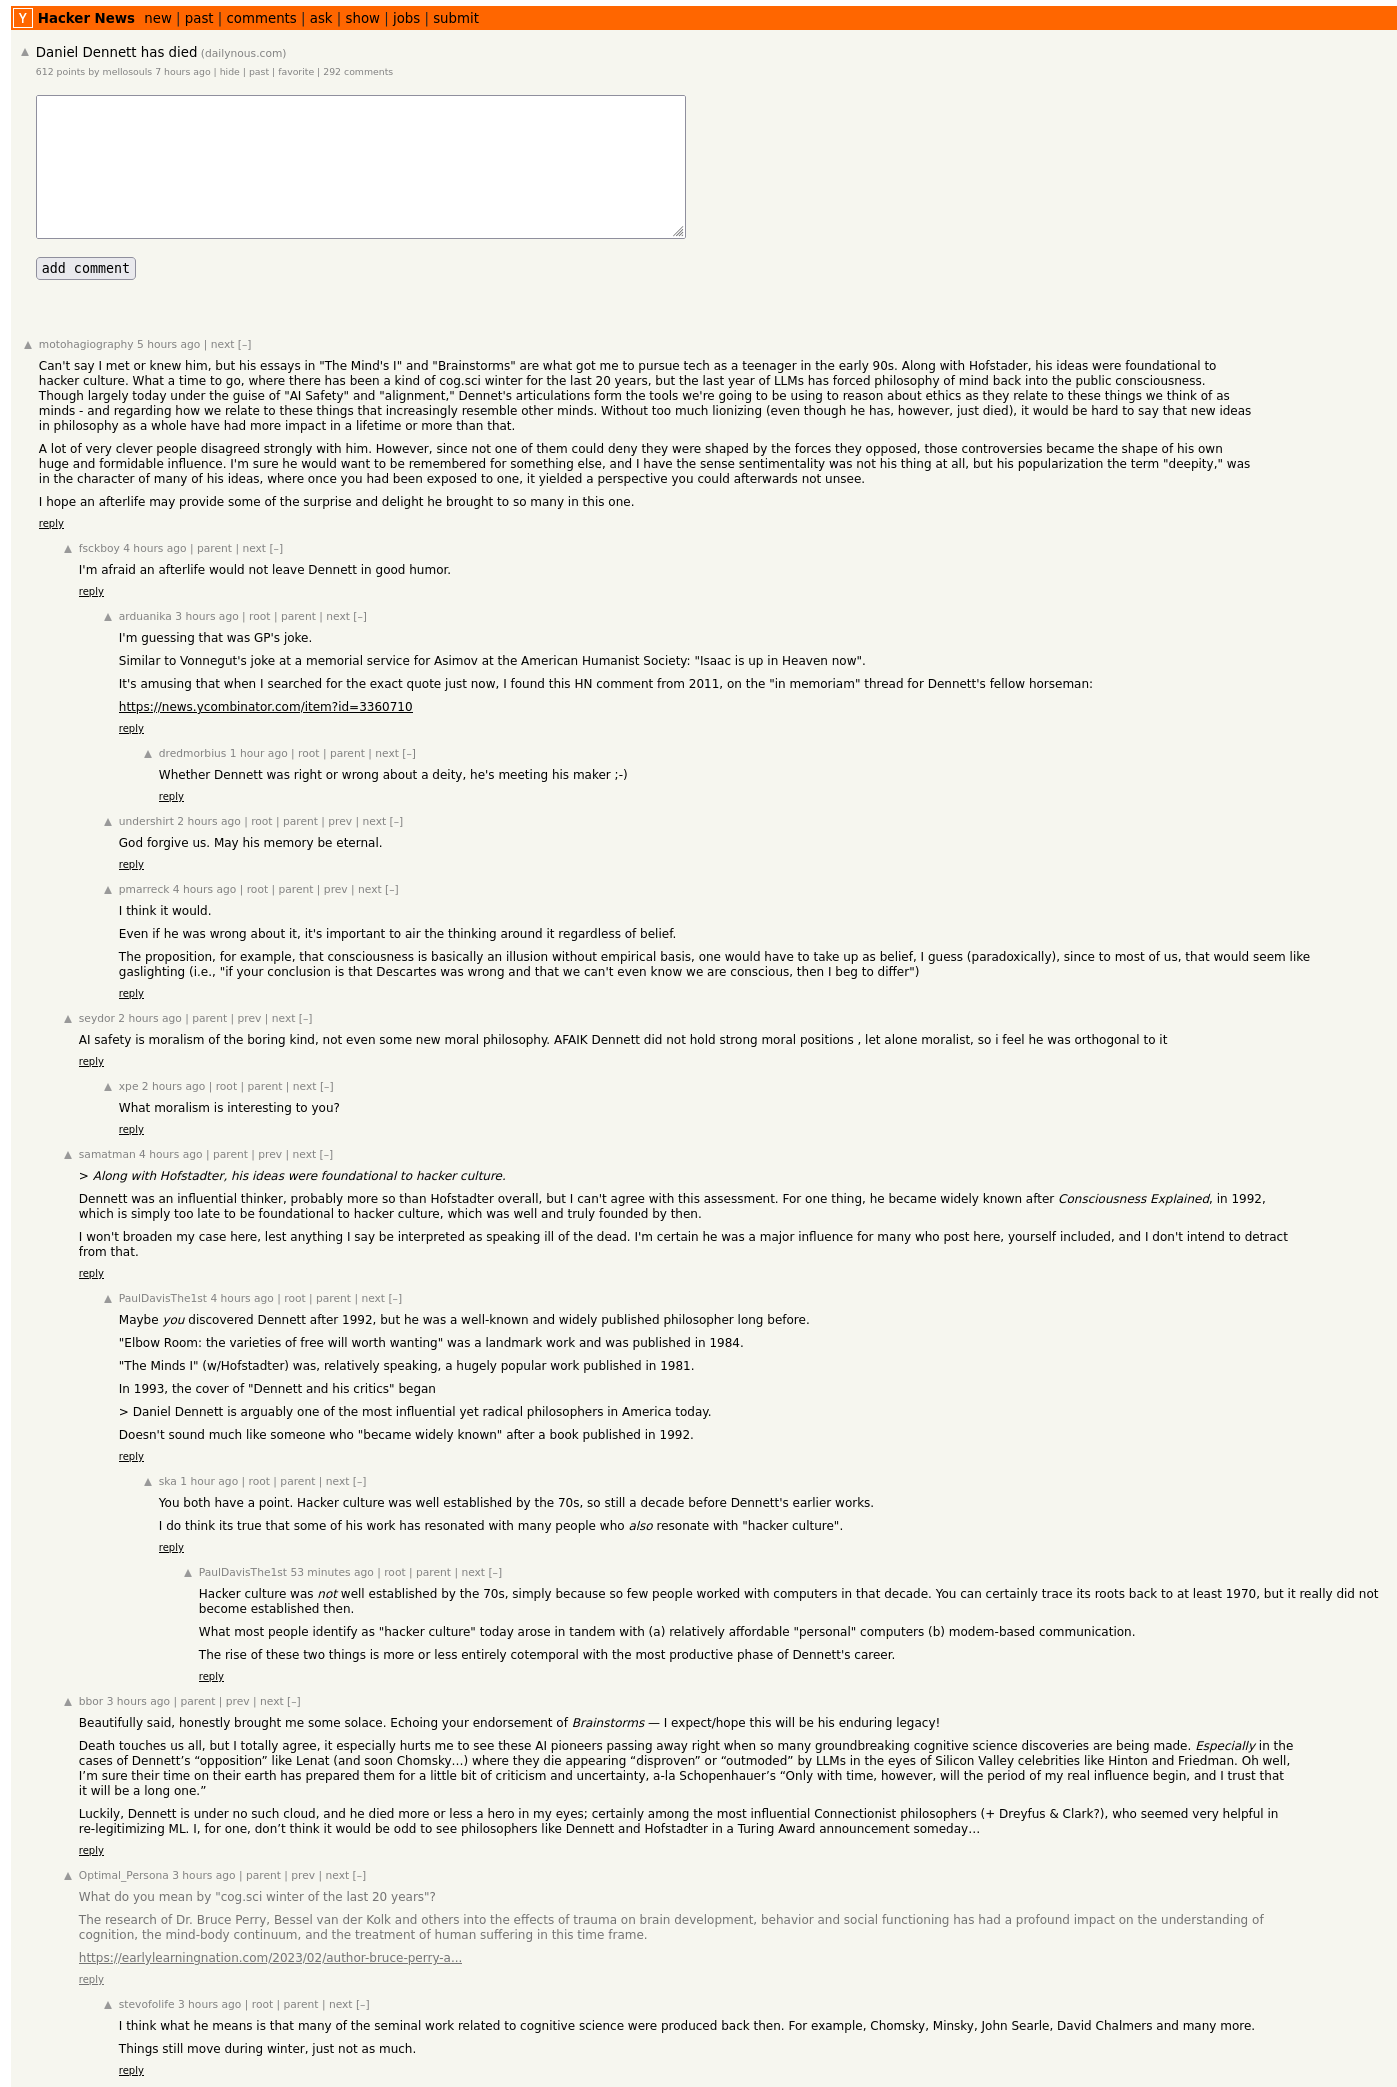 Y Hacker News new | past | comments | ask | show | jobs | submit
▲ Daniel Dennett has died (dailynous.com)
612 points by mellosouls 7 hours ago | hide | past | favorite | 292 comments
add comment
▲ motohagiography 5 hours ago | next [–]
Can't say I met or knew him, but his essays in "The Mind's I" and "Brainstorms" are what got me to pursue tech as a teenager in the early 90s. Along with Hofstader, his ideas were foundational to
hacker culture. What a time to go, where there has been a kind of cog.sci winter for the last 20 years, but the last year of LLMs has forced philosophy of mind back into the public consciousness.
Though largely today under the guise of "AI Safety" and "alignment," Dennet's articulations form the tools we're going to be using to reason about ethics as they relate to these things we think of as
minds - and regarding how we relate to these things that increasingly resemble other minds. Without too much lionizing (even though he has, however, just died), it would be hard to say that new ideas
in philosophy as a whole have had more impact in a lifetime or more than that.
A lot of very clever people disagreed strongly with him. However, since not one of them could deny they were shaped by the forces they opposed, those controversies became the shape of his own
huge and formidable influence. I'm sure he would want to be remembered for something else, and I have the sense sentimentality was not his thing at all, but his popularization the term "deepity," was
in the character of many of his ideas, where once you had been exposed to one, it yielded a perspective you could afterwards not unsee.
I hope an afterlife may provide some of the surprise and delight he brought to so many in this one.
reply
▲ fsckboy 4 hours ago | parent | next [–]
I'm afraid an afterlife would not leave Dennett in good humor.
reply
▲ arduanika 3 hours ago | root | parent | next [–]
I'm guessing that was GP's joke.
Similar to Vonnegut's joke at a memorial service for Asimov at the American Humanist Society: "Isaac is up in Heaven now".
It's amusing that when I searched for the exact quote just now, I found this HN comment from 2011, on the "in memoriam" thread for Dennett's fellow horseman:
https://news.ycombinator.com/item?id=3360710
reply
▲ dredmorbius 1 hour ago | root | parent | next [–]
Whether Dennett was right or wrong about a deity, he's meeting his maker ;-)
reply
▲ undershirt 2 hours ago | root | parent | prev | next [–]
God forgive us. May his memory be eternal.
reply
▲ pmarreck 4 hours ago | root | parent | prev | next [–]
I think it would.
Even if he was wrong about it, it's important to air the thinking around it regardless of belief.
The proposition, for example, that consciousness is basically an illusion without empirical basis, one would have to take up as belief, I guess (paradoxically), since to most of us, that would seem like
gaslighting (i.e., "if your conclusion is that Descartes was wrong and that we can't even know we are conscious, then I beg to differ")
reply
▲ seydor 2 hours ago | parent | prev | next [–]
AI safety is moralism of the boring kind, not even some new moral philosophy. AFAIK Dennett did not hold strong moral positions , let alone moralist, so i feel he was orthogonal to it
reply
▲ xpe 2 hours ago | root | parent | next [–]
What moralism is interesting to you?
reply
▲ samatman 4 hours ago | parent | prev | next [–]
> Along with Hofstadter, his ideas were foundational to hacker culture.
Dennett was an influential thinker, probably more so than Hofstadter overall, but I can't agree with this assessment. For one thing, he became widely known after Consciousness Explained, in 1992,
which is simply too late to be foundational to hacker culture, which was well and truly founded by then.
I won't broaden my case here, lest anything I say be interpreted as speaking ill of the dead. I'm certain he was a major influence for many who post here, yourself included, and I don't intend to detract
from that.
reply
▲ PaulDavisThe1st 4 hours ago | root | parent | next [–]
Maybe you discovered Dennett after 1992, but he was a well-known and widely published philosopher long before.
"Elbow Room: the varieties of free will worth wanting" was a landmark work and was published in 1984.
"The Minds I" (w/Hofstadter) was, relatively speaking, a hugely popular work published in 1981.
In 1993, the cover of "Dennett and his critics" began
> Daniel Dennett is arguably one of the most influential yet radical philosophers in America today.
Doesn't sound much like someone who "became widely known" after a book published in 1992.
reply
▲ ska 1 hour ago | root | parent | next [–]
You both have a point. Hacker culture was well established by the 70s, so still a decade before Dennett's earlier works.
I do think its true that some of his work has resonated with many people who also resonate with "hacker culture".
reply
▲ PaulDavisThe1st 53 minutes ago | root | parent | next [–]
Hacker culture was not well established by the 70s, simply because so few people worked with computers in that decade. You can certainly trace its roots back to at least 1970, but it really did not
become established then.
What most people identify as "hacker culture" today arose in tandem with (a) relatively affordable "personal" computers (b) modem-based communication.
The rise of these two things is more or less entirely cotemporal with the most productive phase of Dennett's career.
reply
▲ bbor 3 hours ago | parent | prev | next [–]
Beautifully said, honestly brought me some solace. Echoing your endorsement of Brainstorms — I expect/hope this will be his enduring legacy!
Death touches us all, but I totally agree, it especially hurts me to see these AI pioneers passing away right when so many groundbreaking cognitive science discoveries are being made. Especially in the
cases of Dennett’s “opposition” like Lenat (and soon Chomsky…) where they die appearing “disproven” or “outmoded” by LLMs in the eyes of Silicon Valley celebrities like Hinton and Friedman. Oh well,
I’m sure their time on their earth has prepared them for a little bit of criticism and uncertainty, a-la Schopenhauer’s “Only with time, however, will the period of my real influence begin, and I trust that
it will be a long one.”
Luckily, Dennett is under no such cloud, and he died more or less a hero in my eyes; certainly among the most influential Connectionist philosophers (+ Dreyfus & Clark?), who seemed very helpful in
re-legitimizing ML. I, for one, don’t think it would be odd to see philosophers like Dennett and Hofstadter in a Turing Award announcement someday…
reply
▲ Optimal_Persona 3 hours ago | parent | prev | next [–]
What do you mean by "cog.sci winter of the last 20 years"?
The research of Dr. Bruce Perry, Bessel van der Kolk and others into the effects of trauma on brain development, behavior and social functioning has had a profound impact on the understanding of
cognition, the mind-body continuum, and the treatment of human suffering in this time frame.
https://earlylearningnation.com/2023/02/author-bruce-perry-a...
reply
▲ stevofolife 3 hours ago | root | parent | next [–]
I think what he means is that many of the seminal work related to cognitive science were produced back then. For example, Chomsky, Minsky, John Searle, David Chalmers and many more.
Things still move during winter, just not as much.
reply